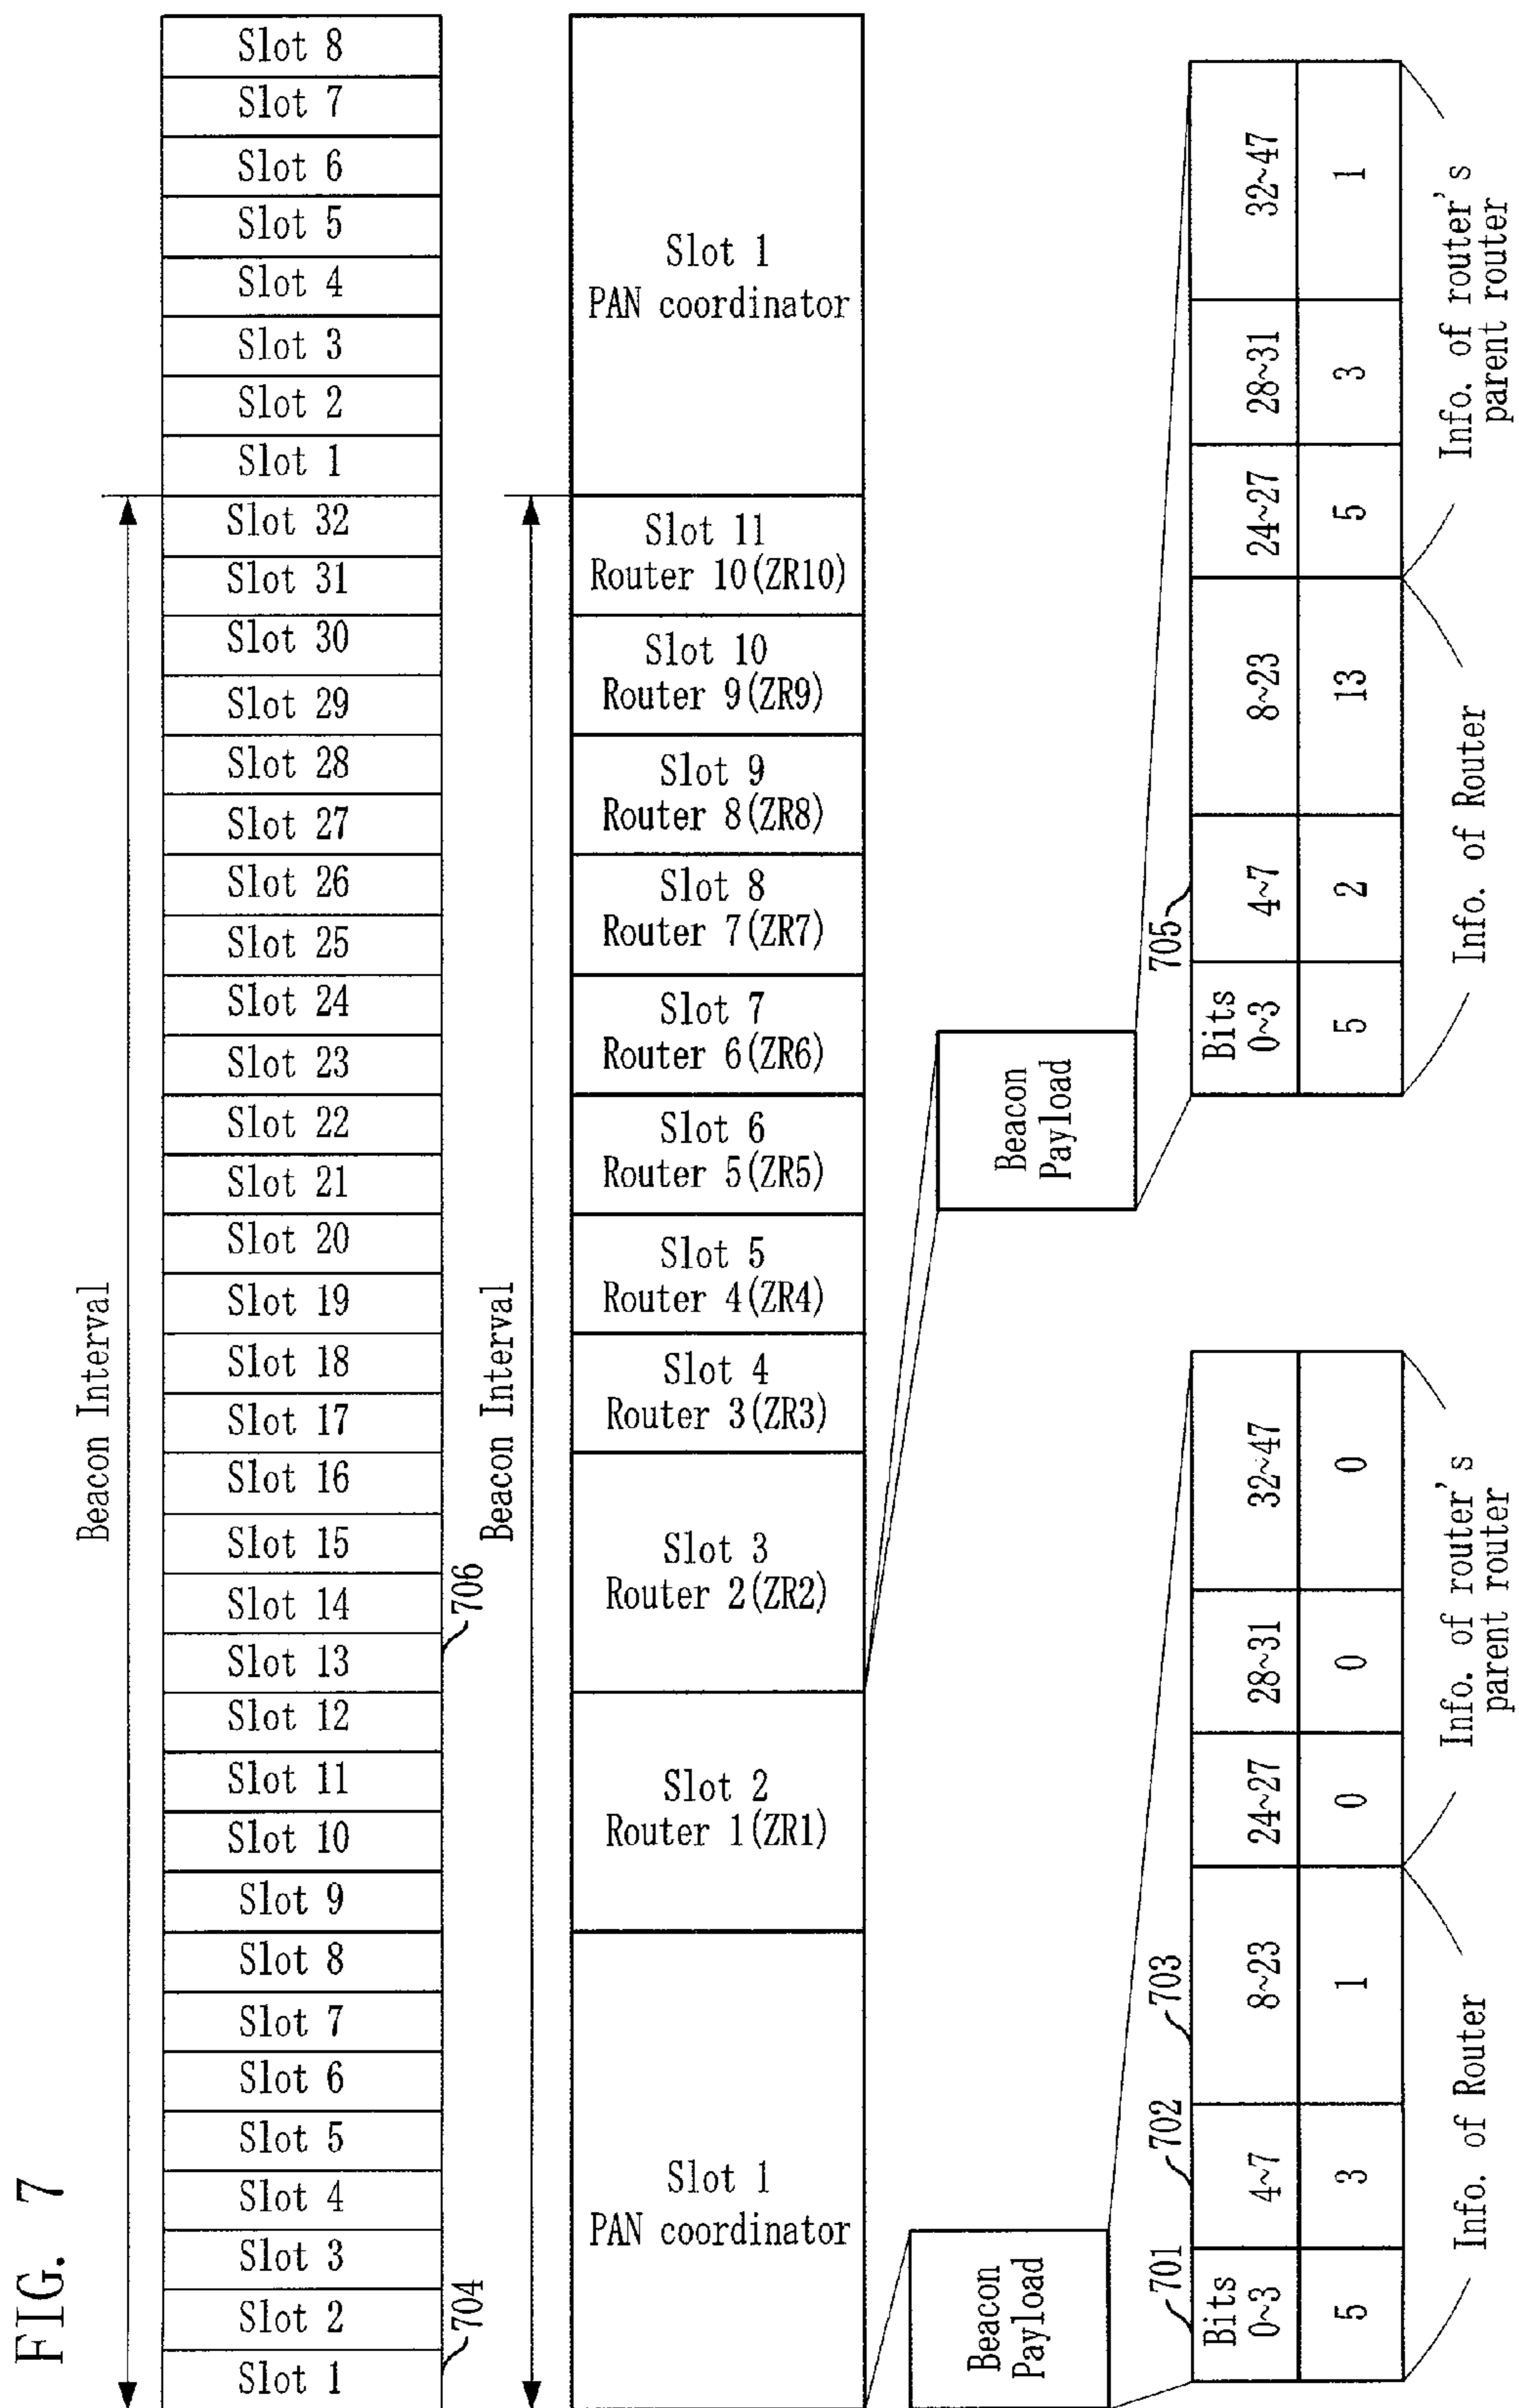 FIG. 7
Beacon Interval
Slot 1
Slot 2
Slot 3
Slot 4
Slot 5
Slot 6
Slot 7
Slot 8
Slot 9
Slot 10
Slot 11
Slot 12
Slot 13
Slot 14
Slot 15
Slot 16
Slot 17
Slot 18
Slot 19
Slot 20
Slot 21
Slot 22
Slot 23
Slot 24
Slot 25
Slot 26
Slot 27
Slot 28
Slot 29
Slot 30
Slot 31
Slot 32
Slot 1
Slot 2
Slot 3
Slot 4
Slot 5
Slot 6
Slot 7
Slot 8
704
706
Beacon Interval
Slot 1
PAN coordinator
Slot 2
Router 1(ZR1)
Slot 3
Router 2(ZR2)
Slot 4
Router 3(ZR3)
Slot 5
Router 4(ZR4)
Slot 6
Router 5(ZR5)
Slot 7
Router 6(ZR6)
Slot 8
Router 7(ZR7)
Slot 9
Router 8(ZR8)
Slot 10
Router 9(ZR9)
Slot 11
Router 10(ZR10)
Slot 1
PAN coordinator
Beacon
Payload
701
702
703
Bits
0~3
4~7
8~23
24~27
28~31
32~47
5
3
1
0
0
0
Info. of Router
Info. of router's
parent router
Beacon
Payload
705
Bits
0~3
4~7
8~23
24~27
28~31
32~47
5
2
13
5
3
1
Info. of Router
Info. of router's
parent router